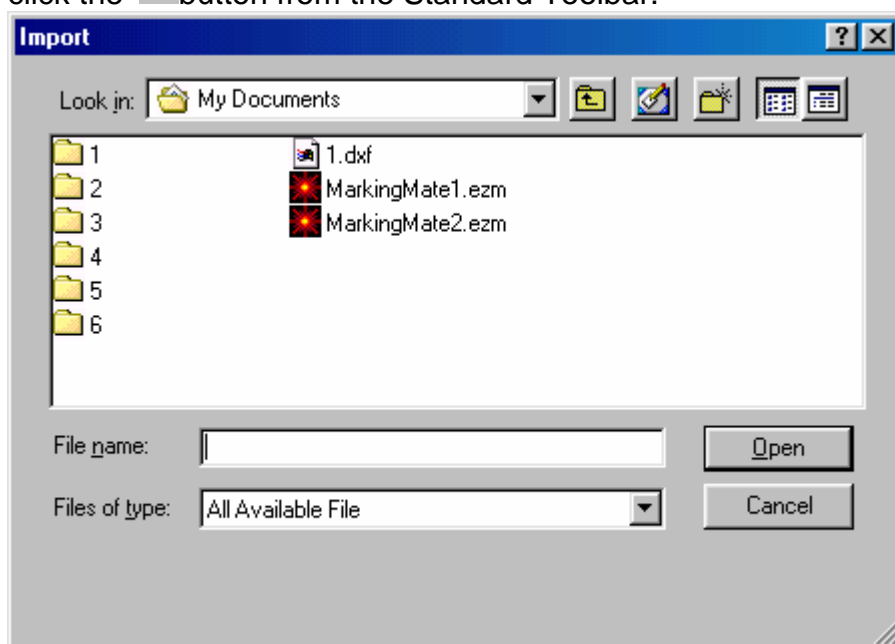 click the button from the Standard Toolbar.
Import
Look in: My Documents
1 1.dxf
2 MarkingMate1.ezm
3 MarkingMate2.ezm
4
5
6
File name: Open
Files of type: All Available File Cancel